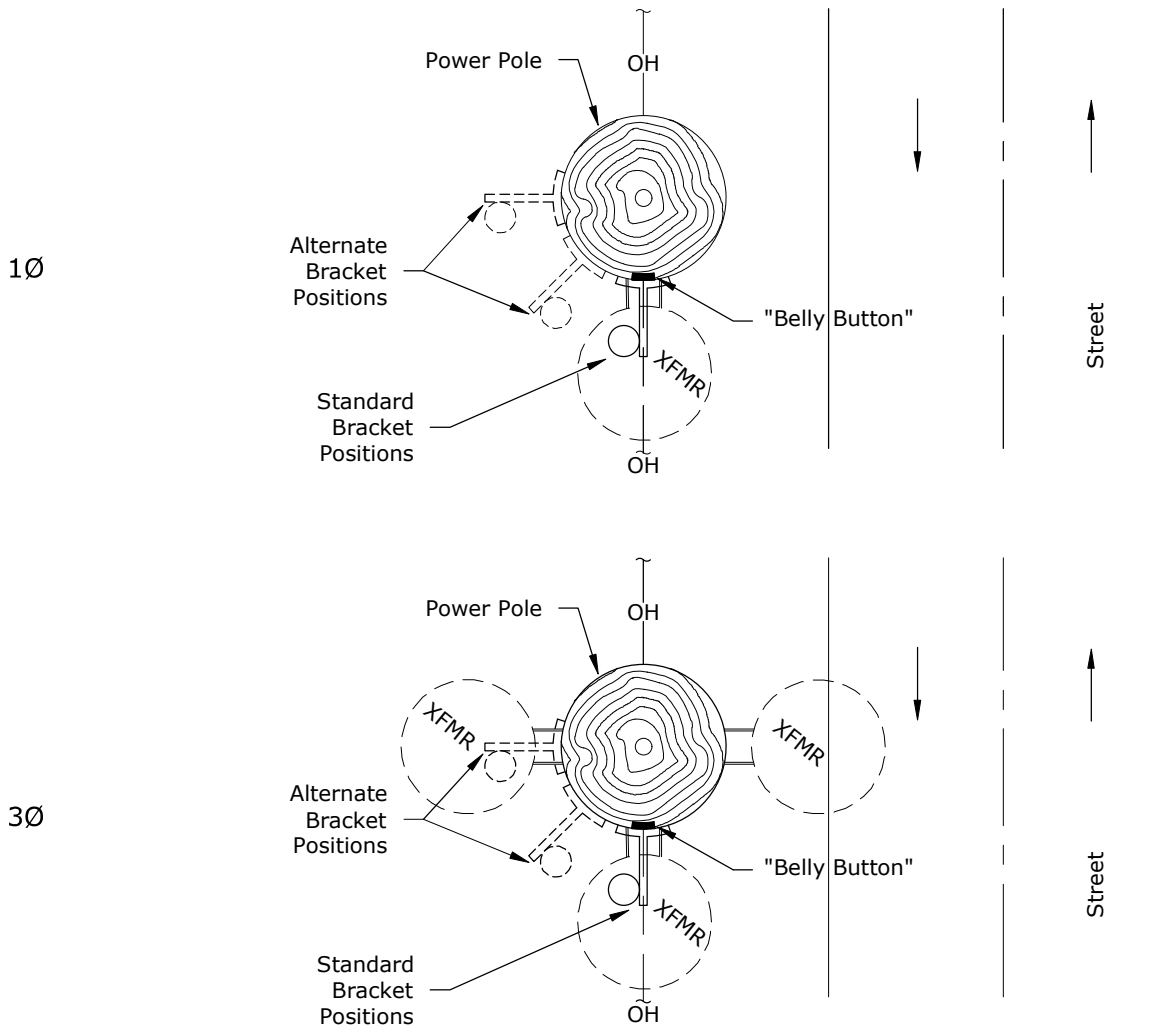 Power Pole
OH
Alternate
Bracket
Positions
1Ø
"Belly Button"
XFMR
Street
Standard
Bracket
Positions
OH
Power Pole
OH
XFMR
XFMR
Alternate
Bracket
Positions
3Ø
"Belly Button"
XFMR
Street
Standard
Bracket
Positions
OH